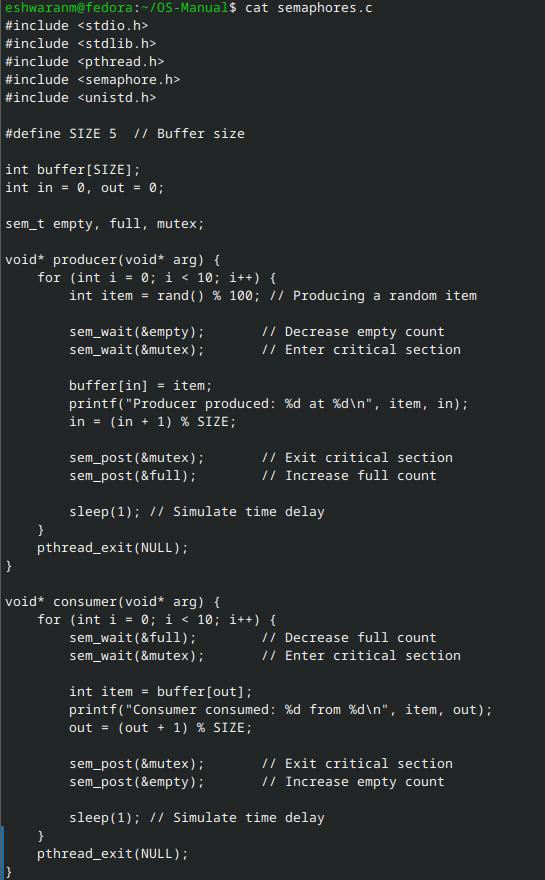 eshwaranm@fedora:~/OS-Manual$ cat semaphores.c
#include <stdio.h>
#include <stdlib.h>
#include <pthread.h>
#include <semaphore.h>
#include <unistd.h>

#define SIZE 5  // Buffer size

int buffer[SIZE];
int in = 0, out = 0;

sem_t empty, full, mutex;

void* producer(void* arg) {
    for (int i = 0; i < 10; i++) {
        int item = rand() % 100; // Producing a random item

        sem_wait(&empty);       // Decrease empty count
        sem_wait(&mutex);       // Enter critical section

        buffer[in] = item;
        printf("Producer produced: %d at %d\n", item, in);
        in = (in + 1) % SIZE;

        sem_post(&mutex);       // Exit critical section
        sem_post(&full);        // Increase full count

        sleep(1); // Simulate time delay
    }
    pthread_exit(NULL);
}

void* consumer(void* arg) {
    for (int i = 0; i < 10; i++) {
        sem_wait(&full);        // Decrease full count
        sem_wait(&mutex);       // Enter critical section

        int item = buffer[out];
        printf("Consumer consumed: %d from %d\n", item, out);
        out = (out + 1) % SIZE;

        sem_post(&mutex);       // Exit critical section
        sem_post(&empty);       // Increase empty count

        sleep(1); // Simulate time delay
    }
    pthread_exit(NULL);
}